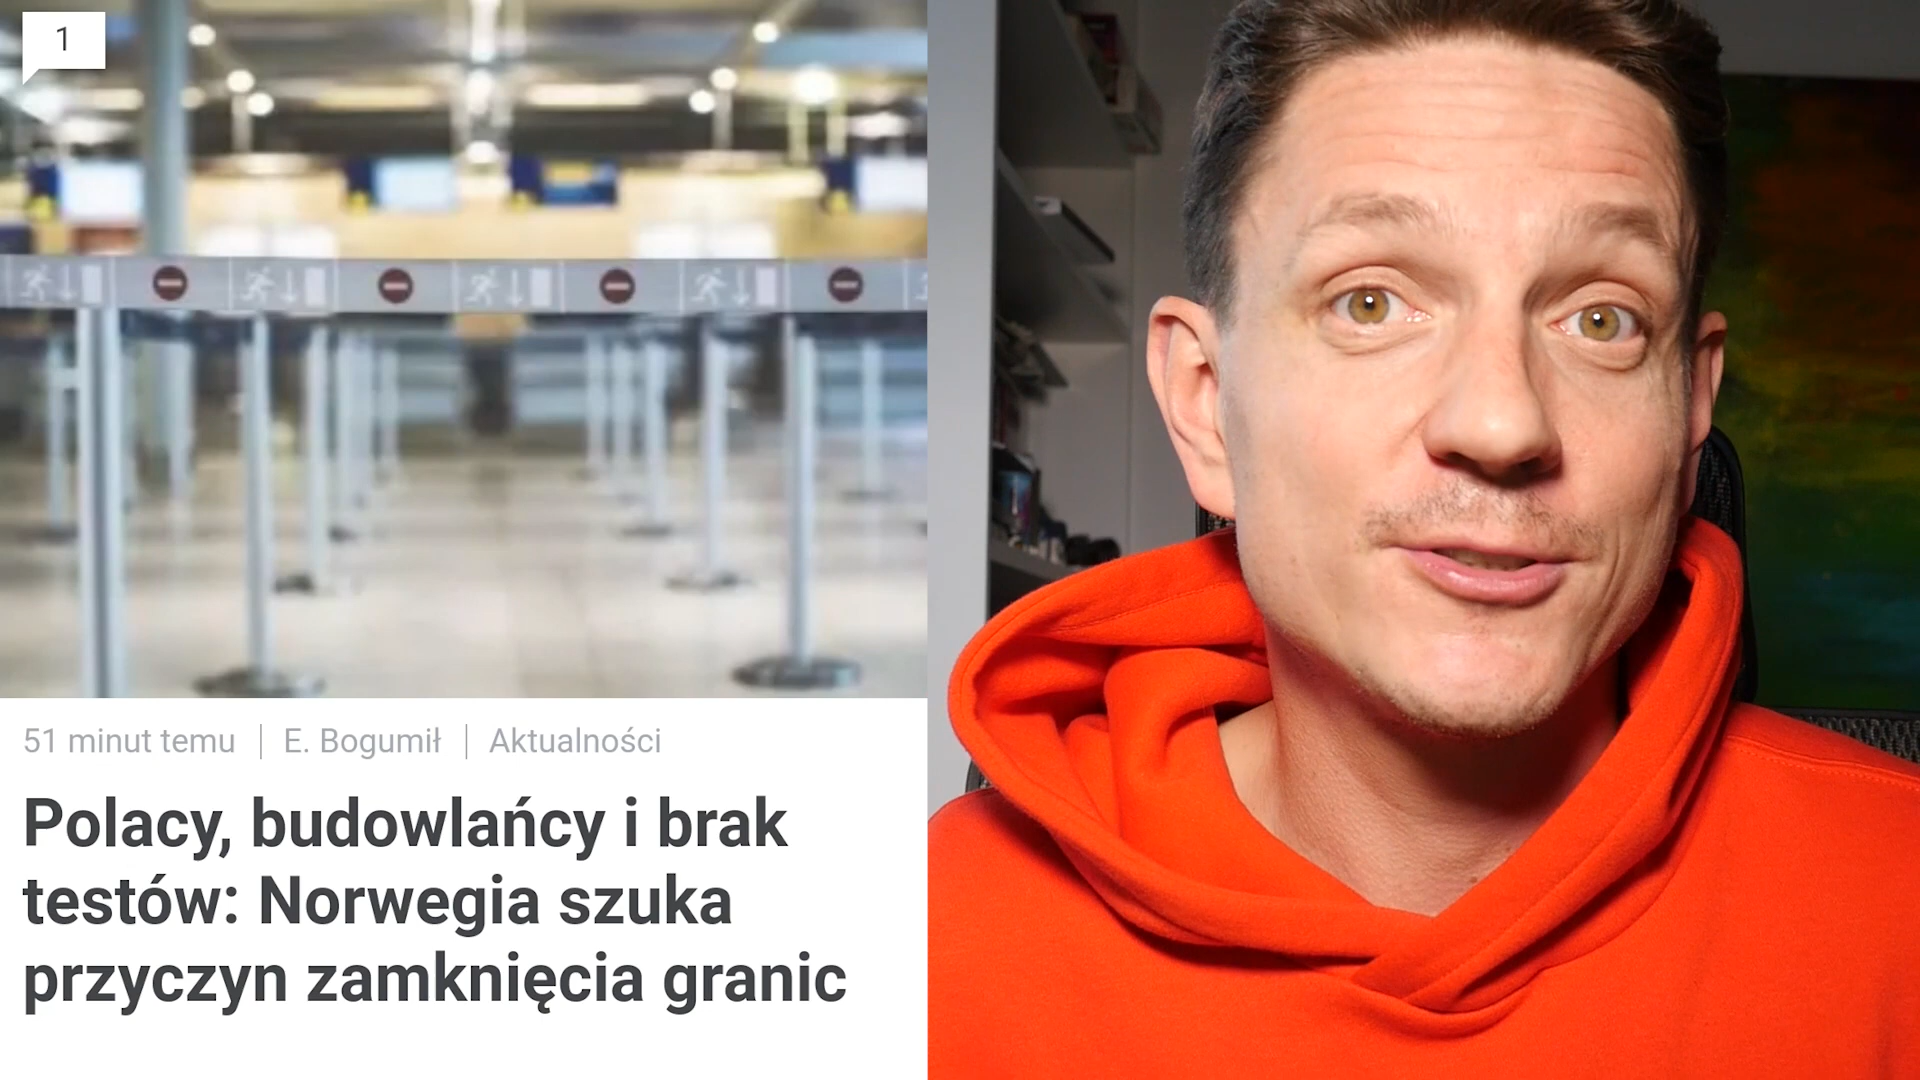 1
51 minut temu | E. Bogumił | Aktualności
Polacy, budowlańcy i brak
testów: Norwegia szuka
przyczyn zamknięcia granic